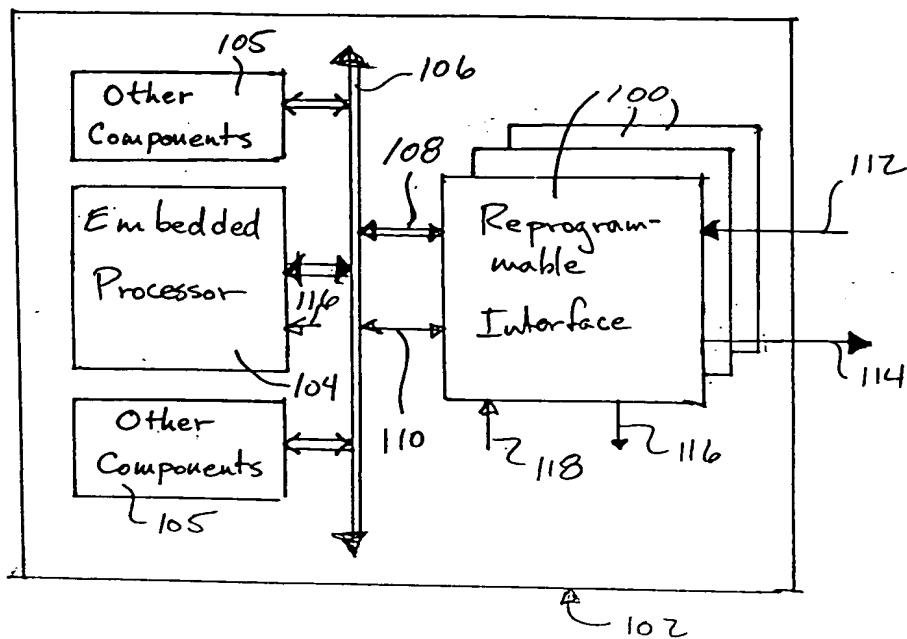 105
Other
Components
106
100
108
112
Embedded
Processor
116
104
Reprogram-
mable
Interface
114
110
118
116
Other
Components
105
102